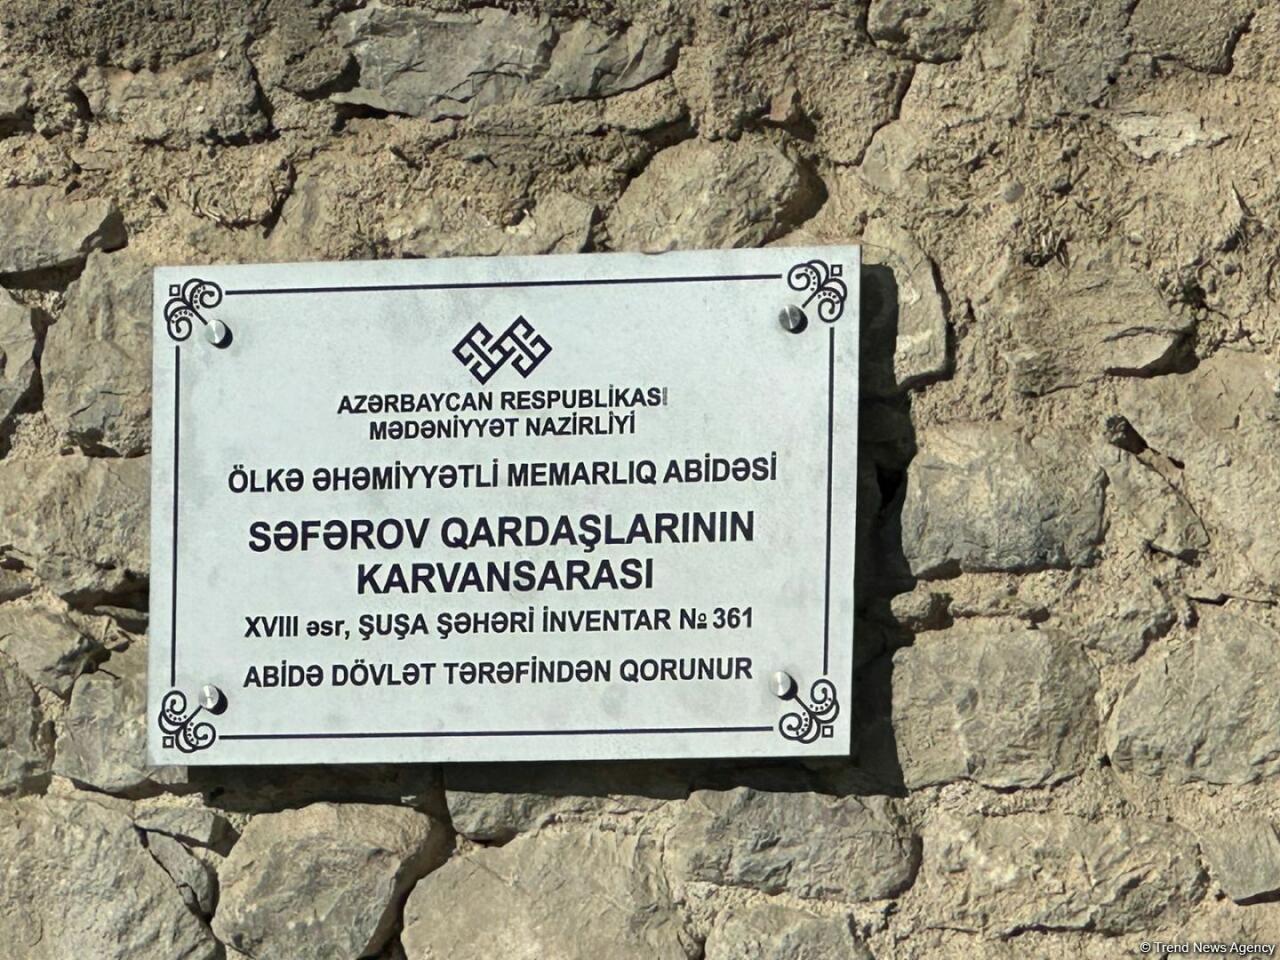 AZƏRBAYCAN RESPUBLİKASI
MƏDƏNİYYƏT NAZİRLİYİ
ÖLKƏ ƏHƏMİYYƏTLİ MEMARLIQ ABİDƏSİ
SƏFƏROV QARDAŞLARININ
KARVANSARASI
XVIII əsr, ŞUŞA ŞƏHƏRİ İNVENTAR № 361
ABİDƏ DÖVLƏT TƏRƏFİNDƏN QORUNUR
© Trend News Agency